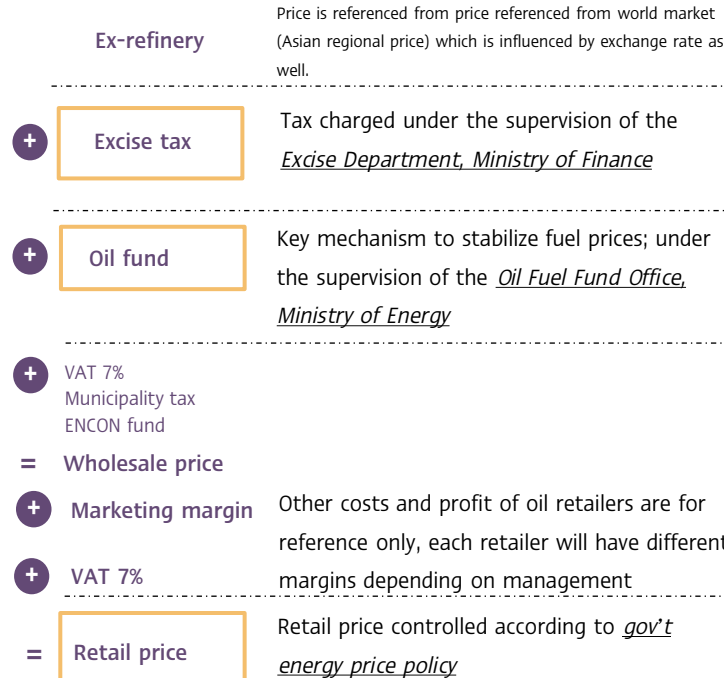 Ex-refinery
Price is referenced from price referenced from world market
(Asian regional price) which is influenced by exchange rate as
well.
+
Excise tax
Tax charged under the supervision of the
Excise Department, Ministry of Finance
+
Oil fund
Key mechanism to stabilize fuel prices; under
the supervision of the Oil Fuel Fund Office,
Ministry of Energy
+
VAT 7%
Municipality tax
ENCON fund
= Wholesale price
+ Marketing margin
Other costs and profit of oil retailers are for
reference only, each retailer will have different
margins depending on management
+ VAT 7%
= Retail price
Retail price controlled according to gov't
energy price policy